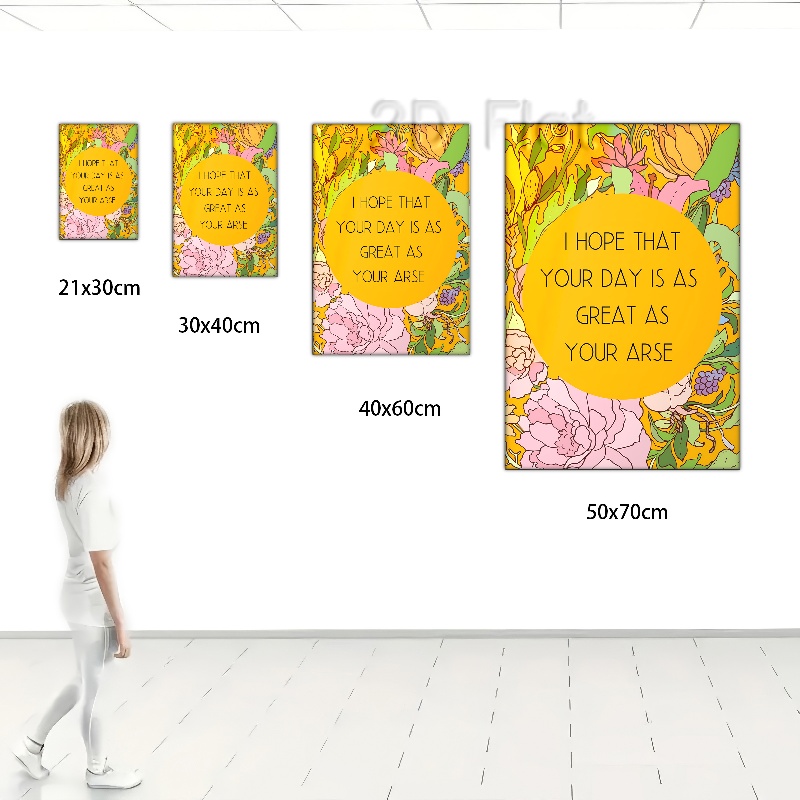 2D Flat
I HOPE THAT
YOUR DAY IS AS
GREAT AS
YOUR ARSE
21x30cm
I HOPE THAT
YOUR DAY IS AS
GREAT AS
YOUR ARSE
30x40cm
I HOPE THAT
YOUR DAY IS AS
GREAT AS
YOUR ARSE
40x60cm
I HOPE THAT
YOUR DAY IS AS
GREAT AS
YOUR ARSE
50x70cm